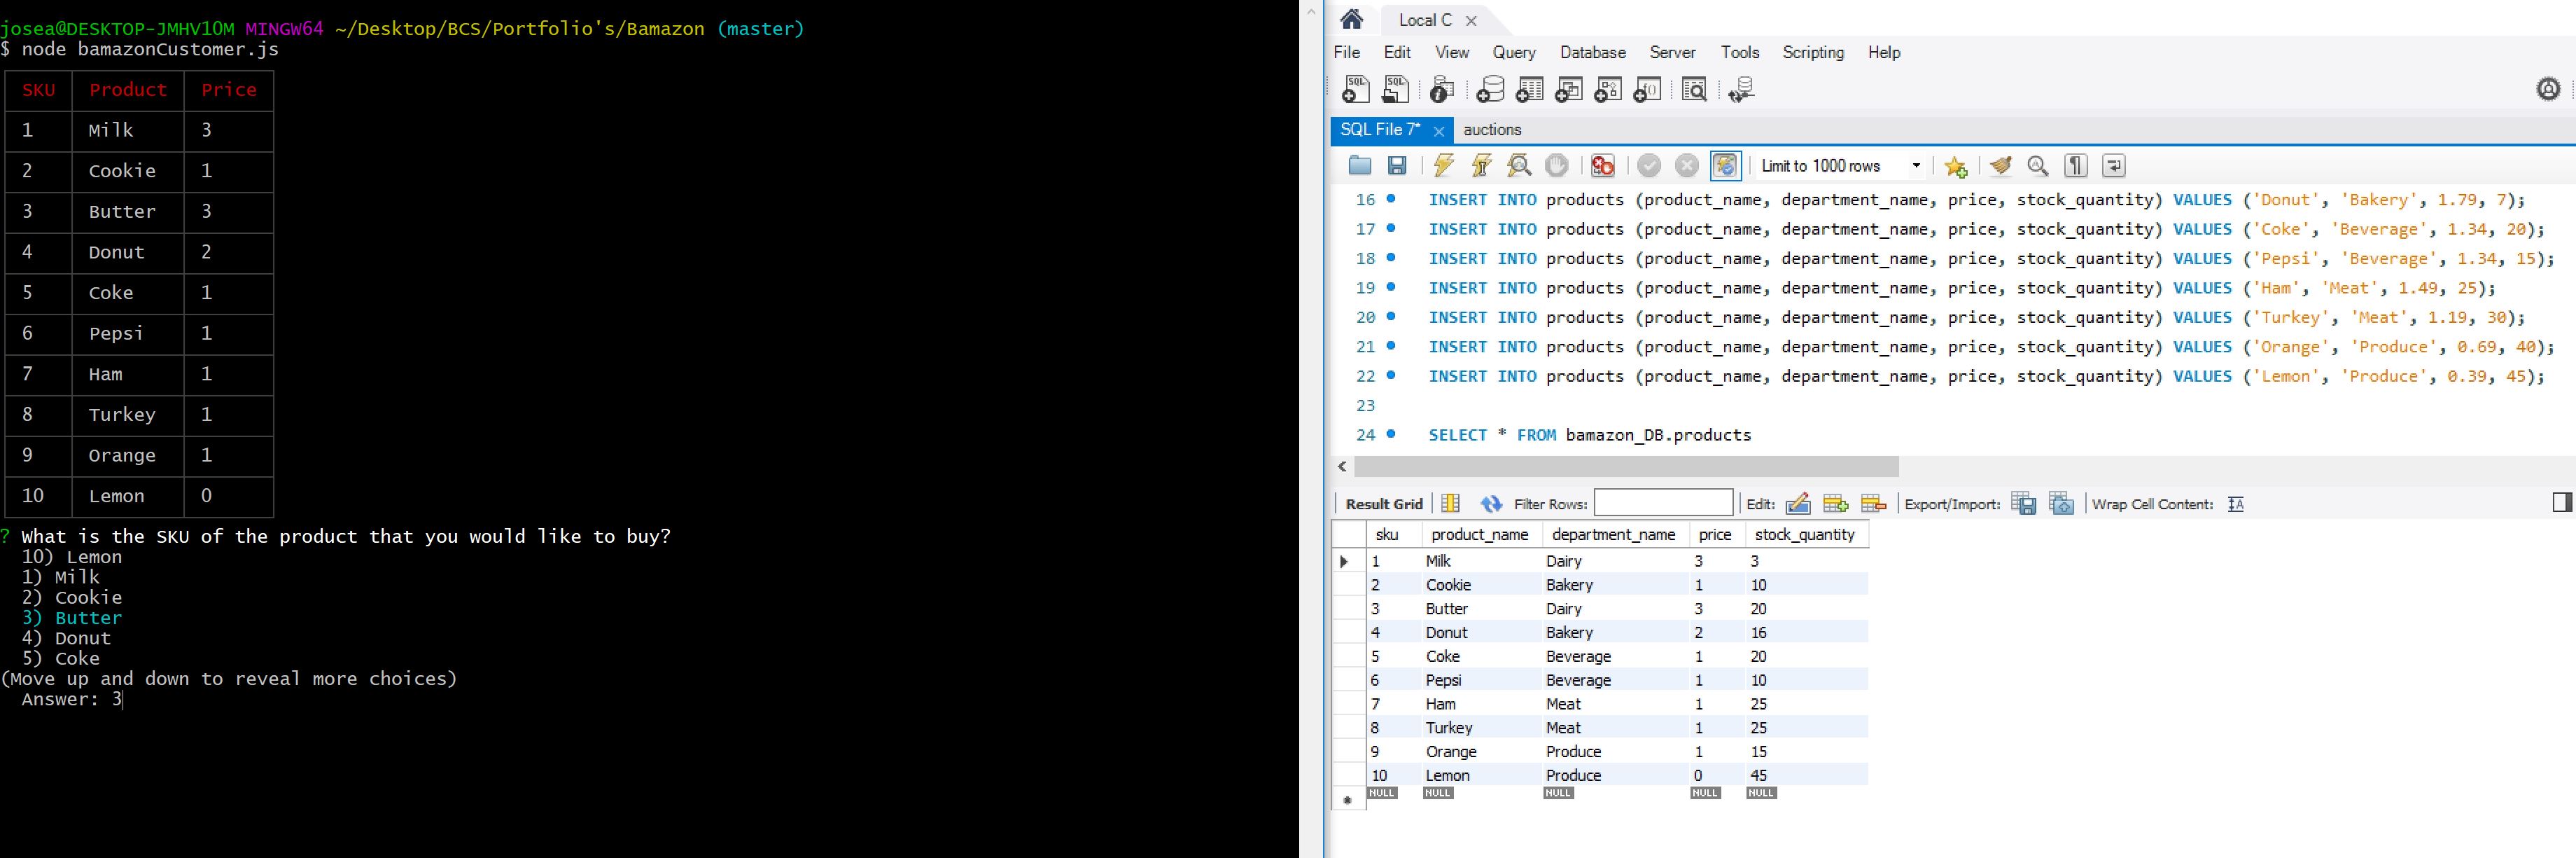 josea@DESKTOP-JMHV10M MINGW64 ~/Desktop/BCS/Portfolio's/Bamazon (master)
$ node bamazonCustomer.js
SKU Product Price
1 Milk 3
2 Cookie 1
3 Butter 3
4 Donut 2
5 Coke 1
6 Pepsi 1
7 Ham 1
8 Turkey 1
9 Orange 1
10 Lemon 0
? What is the SKU of the product that you would like to buy?
10) Lemon
1) Milk
2) Cookie
3) Butter
4) Donut
5) Coke
(Move up and down to reveal more choices)
Answer: 3
Local C
File Edit View Query Database Server Tools Scripting Help
SQL SQL
SQL File 7* auctions
Limit to 1000 rows
16 INSERT INTO products (product_name, department_name, price, stock_quantity) VALUES ('Donut', 'Bakery', 1.79, 7);
17 INSERT INTO products (product_name, department_name, price, stock_quantity) VALUES ('Coke', 'Beverage', 1.34, 20);
18 INSERT INTO products (product_name, department_name, price, stock_quantity) VALUES ('Pepsi', 'Beverage', 1.34, 15);
19 INSERT INTO products (product_name, department_name, price, stock_quantity) VALUES ('Ham', 'Meat', 1.49, 25);
20 INSERT INTO products (product_name, department_name, price, stock_quantity) VALUES ('Turkey', 'Meat', 1.19, 30);
21 INSERT INTO products (product_name, department_name, price, stock_quantity) VALUES ('Orange', 'Produce', 0.69, 40);
22 INSERT INTO products (product_name, department_name, price, stock_quantity) VALUES ('Lemon', 'Produce', 0.39, 45);
23
24 SELECT * FROM bamazon_DB.products
Result Grid Filter Rows: Edit: Export/Import: Wrap Cell Content:
sku product_name department_name price stock_quantity
1 Milk Dairy 3 3
2 Cookie Bakery 1 10
3 Butter Dairy 3 20
4 Donut Bakery 2 16
5 Coke Beverage 1 20
6 Pepsi Beverage 1 10
7 Ham Meat 1 25
8 Turkey Meat 1 25
9 Orange Produce 1 15
10 Lemon Produce 0 45
NULL NULL NULL NULL NULL